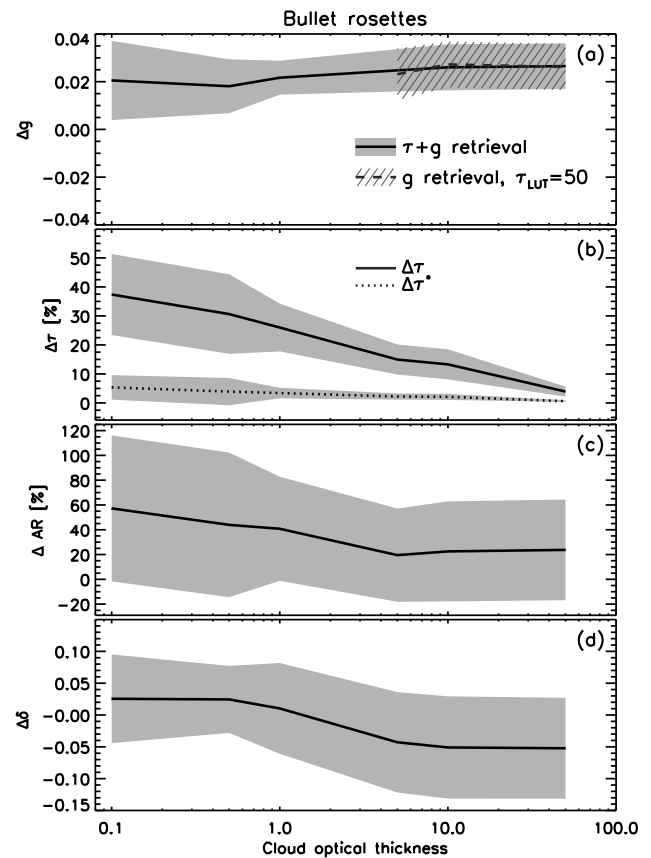 Bullet rosettes
(a)
0.04
0.02
0.00
−0.02
−0.04
Δg
τ+g retrieval
g retrieval, τLUT=50
(b)
50
40
30
20
10
0
Δτ [%]
Δτ
Δτ*
(c)
120
100
80
60
40
20
0
−20
Δ AR [%]
(d)
0.10
0.05
−0.00
−0.05
−0.10
−0.15
Δδ
0.1 1.0 10.0 100.0
Cloud optical thickness